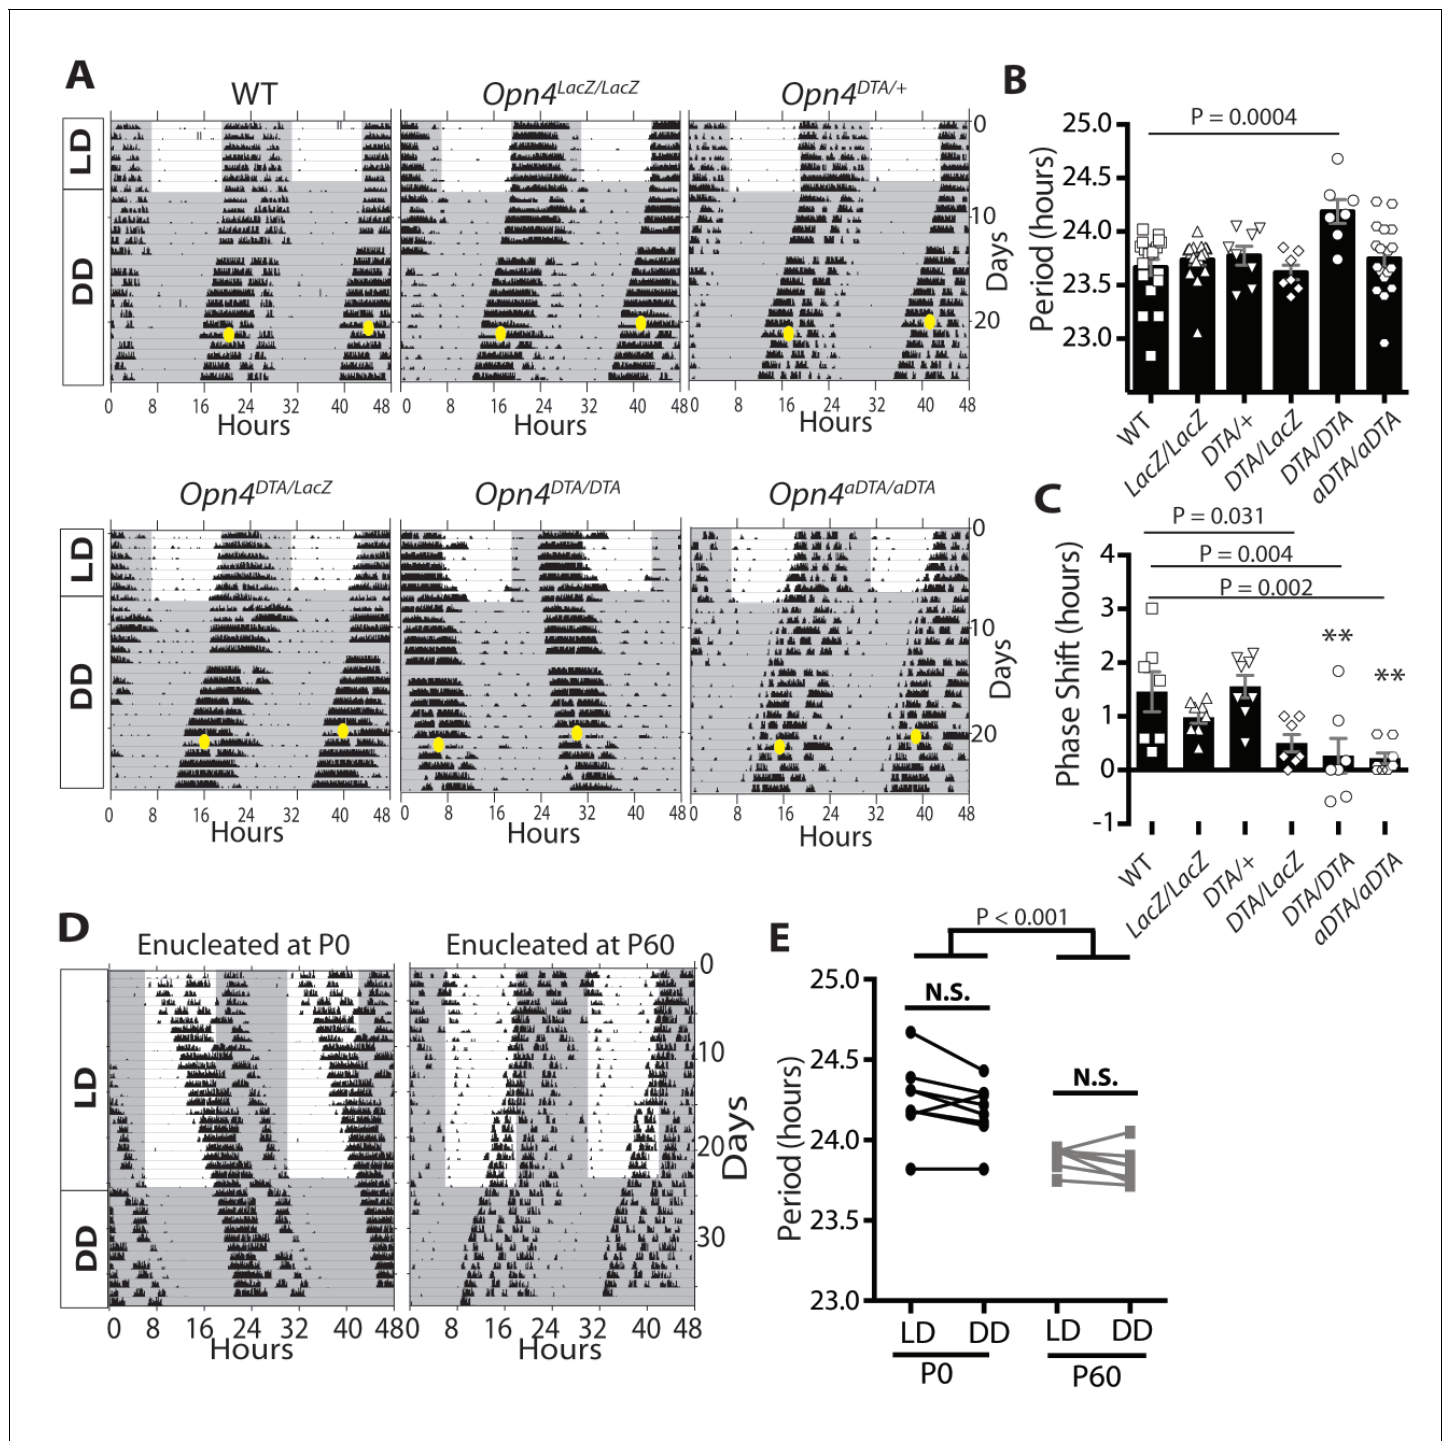 A
WT
Opn4LacZ/LacZ
Opn4DTA/+
LD
DD
0
10
20
Days
0 8 16 24 32 40 48
0 8 16 24 32 40 48
0 8 16 24 32 40 48
Hours
Hours
Hours
Opn4DTA/LacZ
Opn4DTA/DTA
Opn4aDTA/aDTA
LD
DD
0
10
20
Days
0 8 16 24 32 40 48
0 8 16 24 32 40 48
0 8 16 24 32 40 48
Hours
Hours
Hours
B
P = 0.0004
Period (hours)
25.0
24.5
24.0
23.5
23.0
WT
LacZ/LacZ
DTA/+
DTA/LacZ
DTA/DTA
aDTA/aDTA
C
P = 0.031
P = 0.004
P = 0.002
Phase Shift (hours)
4
3
2
1
0
-1
**
**
WT
LacZ/LacZ
DTA/+
DTA/LacZ
DTA/DTA
aDTA/aDTA
D
Enucleated at P0
Enucleated at P60
LD
DD
0
10
20
30
Days
0 8 16 24 32 40 48
0 8 16 24 32 40 48
Hours
Hours
E
P < 0.001
N.S.
N.S.
Period (hours)
25.0
24.5
24.0
23.5
23.0
LD DD LD DD
P0 P60